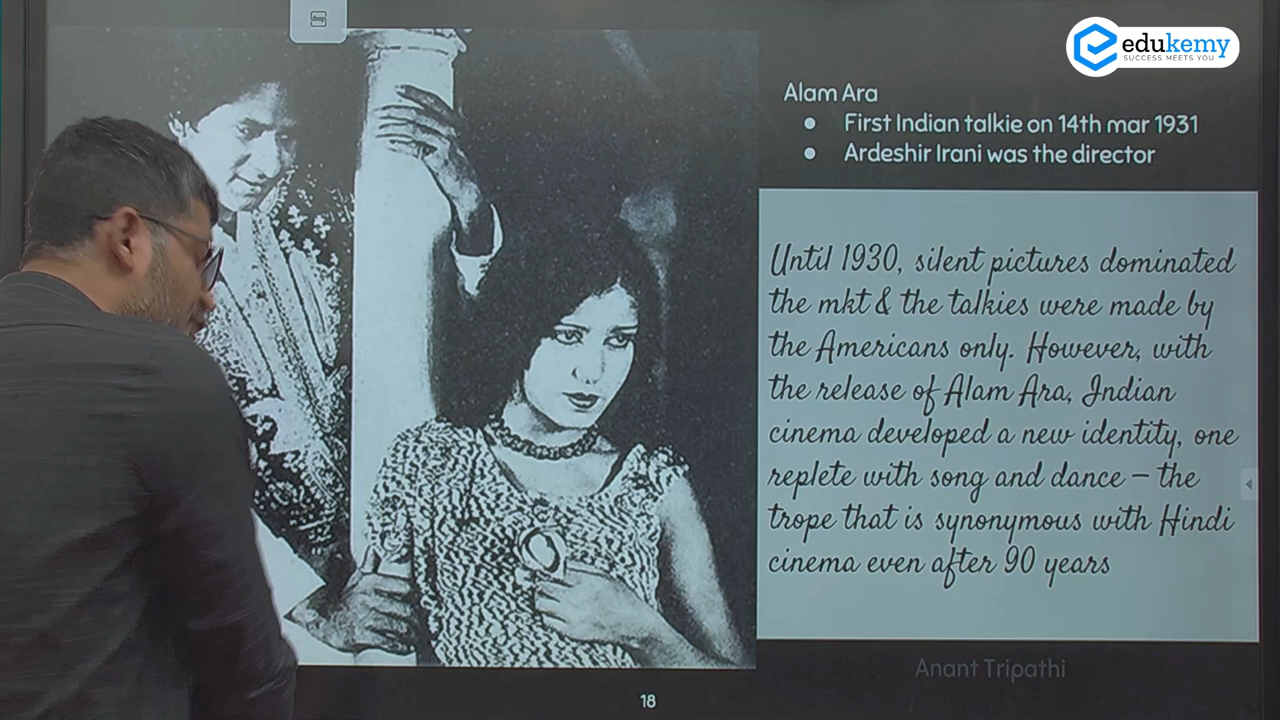 edukemy
SUCCESS MEETS YOU
Alam Ara
● First Indian talkie on 14th mar 1931
● Ardeshir Irani was the director
Until 1930, silent pictures dominated
the mkt & the talkies were made by
the Americans only. However, with
the release of Alam Ara, Indian
cinema developed a new identity, one
replete with song and dance – the
trope that is synonymous with Hindi
cinema even after 90 years
Anant Tripathi
18